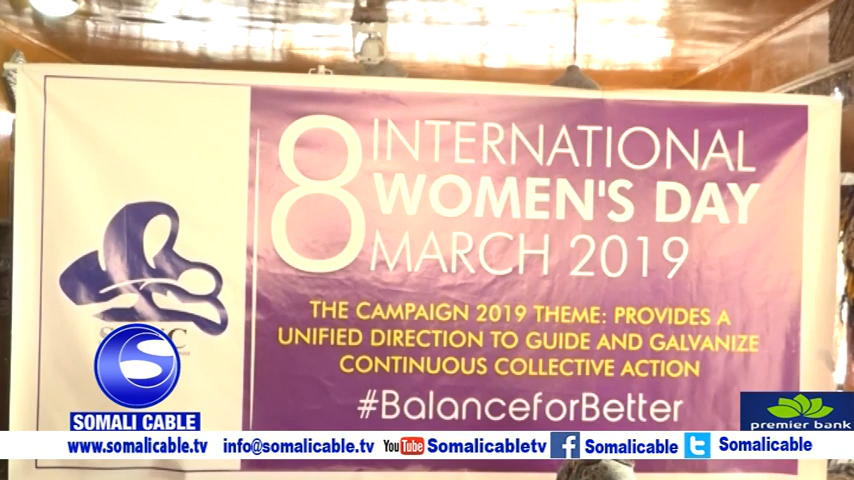 8
INTERNATIONAL
WOMEN'S DAY
MARCH 2019
THE CAMPAIGN 2019 THEME: PROVIDES A
UNIFIED DIRECTION TO GUIDE AND GALVANIZE
CONTINUOUS COLLECTIVE ACTION
#BalanceforBetter
SOMALI CABLE
premier bank
www.somalicable.tv info@somalicable.tv YouTube Somalicabletv f Somalicable t Somalicable